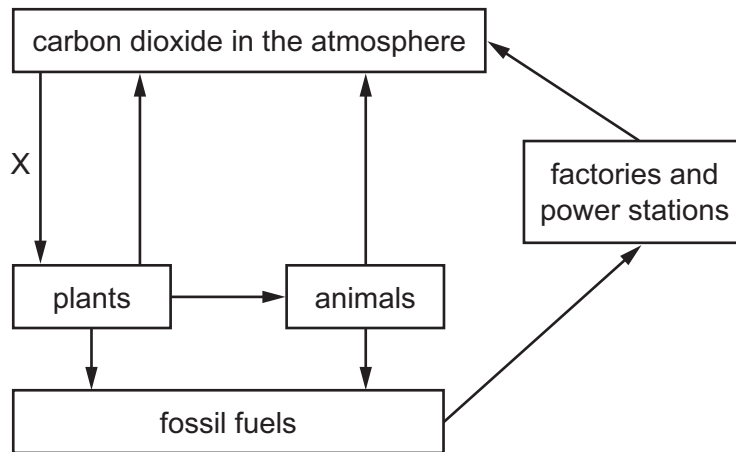 carbon dioxide in the atmosphere
X
factories and
power stations
plants
animals
fossil fuels